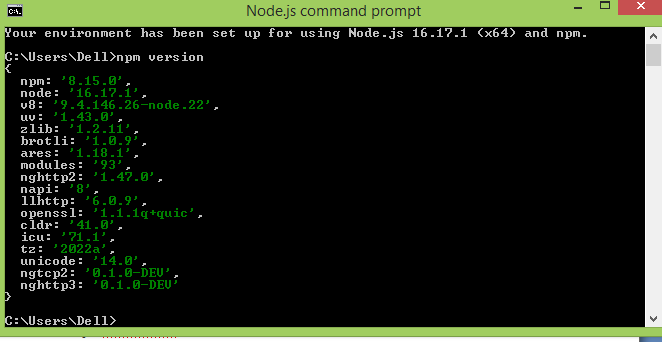 Node.js command prompt
Your environment has been set up for using Node.js 16.17.1 (x64) and npm.
C:\Users\Dell>npm version
{
  npm: '8.15.0',
  node: '16.17.1',
  v8: '9.4.146.26-node.22',
  uv: '1.43.0',
  zlib: '1.2.11',
  brotli: '1.0.9',
  ares: '1.18.1',
  modules: '93',
  nghttp2: '1.47.0',
  napi: '8',
  llhttp: '6.0.9',
  openssl: '1.1.1q+quic',
  cldr: '41.0',
  icu: '71.1',
  tz: '2022a',
  unicode: '14.0',
  ngtcp2: '0.1.0-DEV',
  nghttp3: '0.1.0-DEV'
}
C:\Users\Dell>